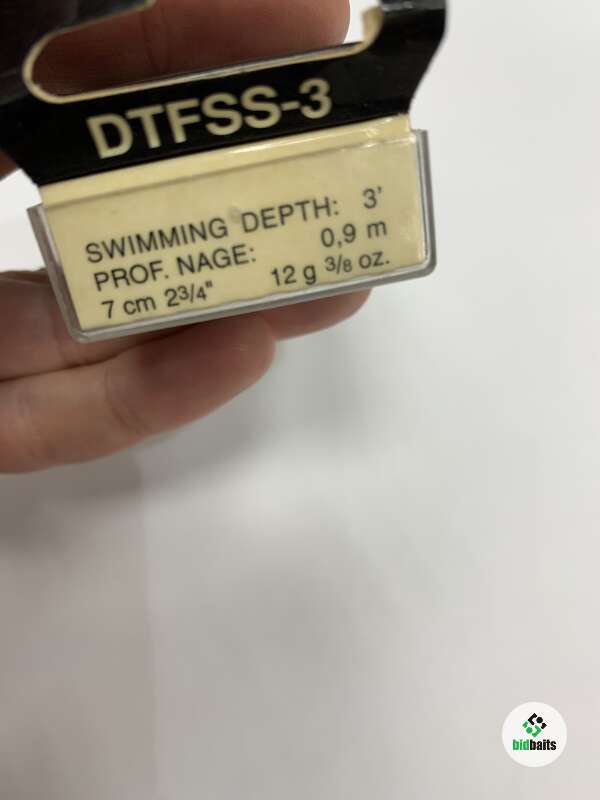 DTFSS-3
SWIMMING DEPTH: 3'
PROF. NAGE: 0,9 m
7 cm 2 3/4" 12 g 3/8 oz.
bidbaits